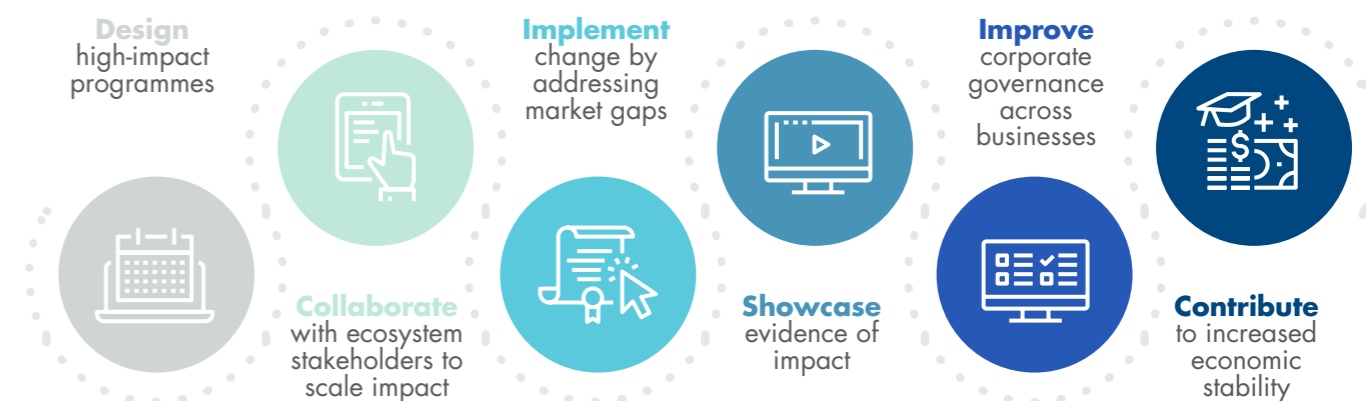 Design
high-impact
programmes
Collaborate
with ecosystem
stakeholders to
scale impact
Implement
change by
addressing
market gaps
Showcase
evidence of
impact
Improve
corporate
governance
across
businesses
Contribute
to increased
economic
stability